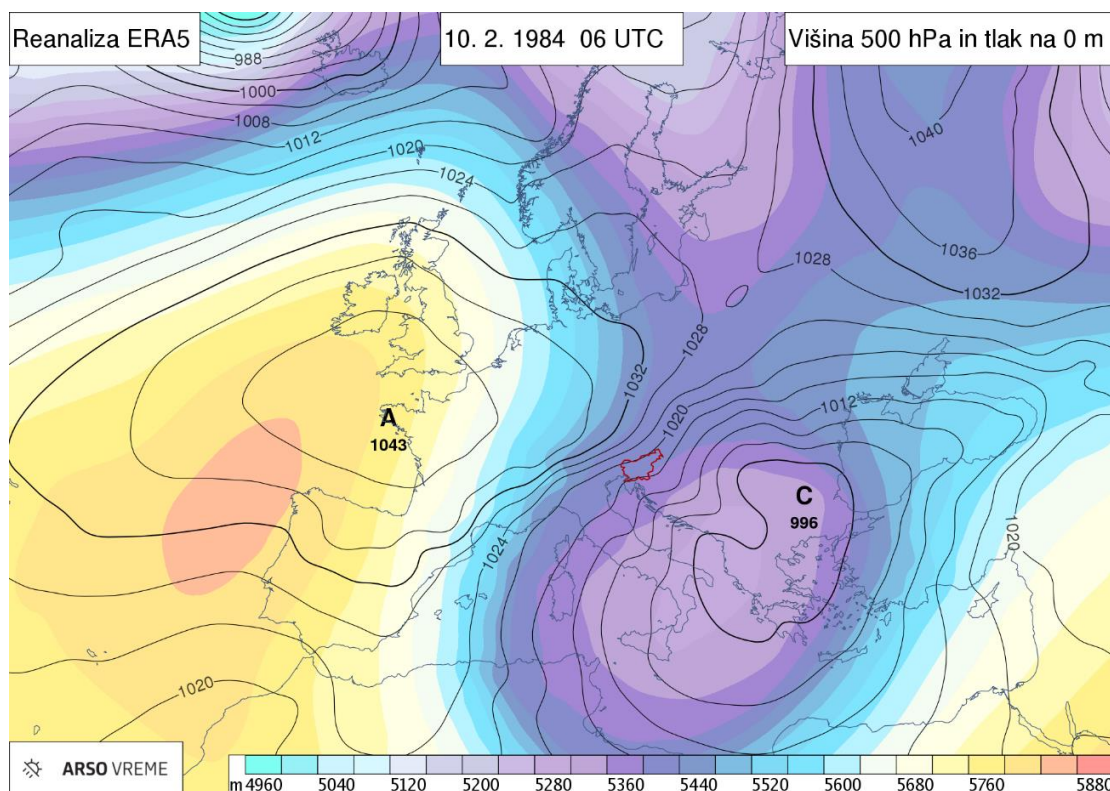 Reanaliza ERA5
10. 2. 1984 06 UTC
Višina 500 hPa in tlak na 0 m
988
1000
1008
1012
1020
1024
1040
1036
1032
1028
1028
1032
1020
1012
A
1043
C
996
1024
1020
1020
ARSO VREME
m 4960 5040 5120 5200 5280 5360 5440 5520 5600 5680 5760 5880